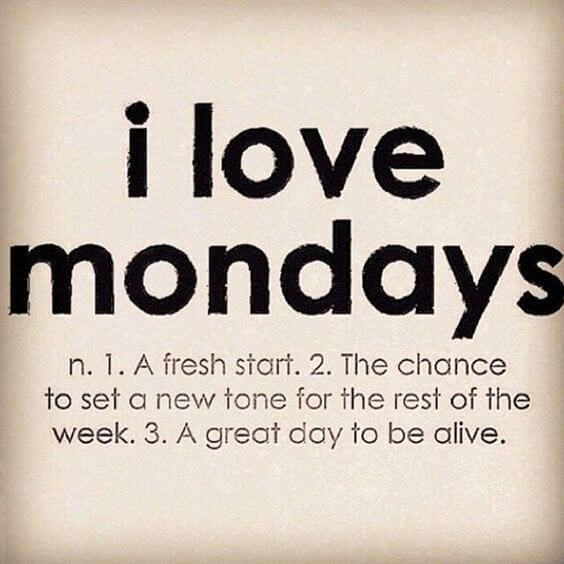 i love
mondays
n. 1. A fresh start. 2. The chance
to set a new tone for the rest of the
week. 3. A great day to be alive.